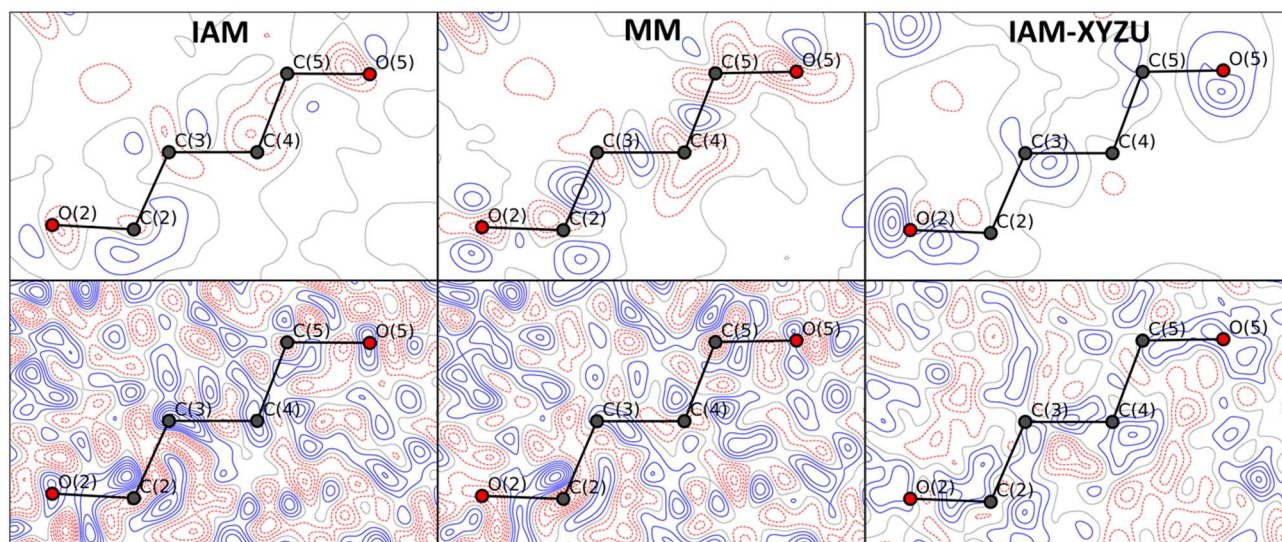 IAM
C(5)
O(5)
C(3)
C(4)
O(2)
C(2)
MM
C(5)
O(5)
C(3)
C(4)
O(2)
C(2)
IAM-XYZU
C(5)
O(5)
C(3)
C(4)
O(2)
C(2)
C(5)
O(5)
C(3)
C(4)
O(2)
C(2)
C(5)
O(5)
C(3)
C(4)
O(2)
C(2)
C(5)
O(5)
C(3)
C(4)
O(2)
C(2)